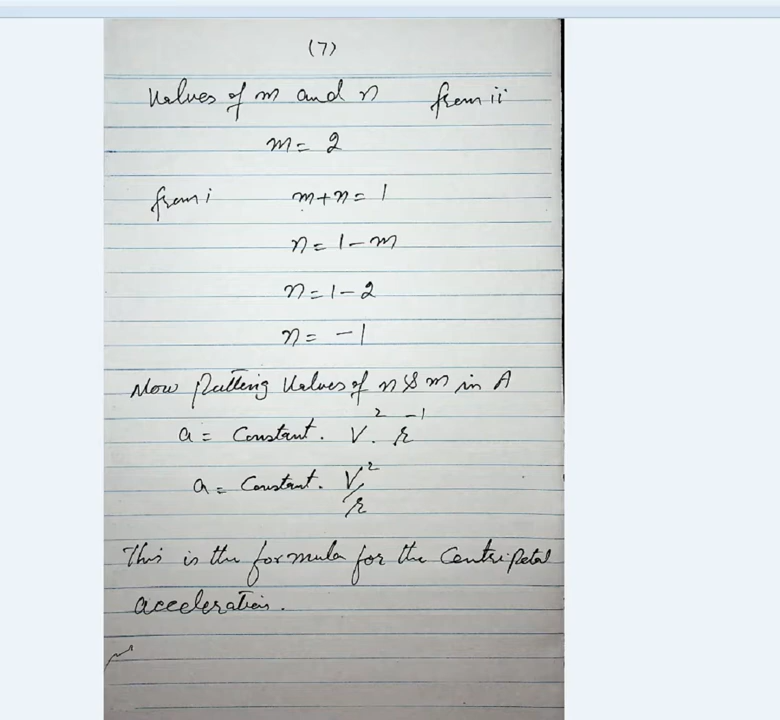 (7)
Values of m and n from ii
m = 2
from i m + n = 1
n = 1 - m
n = 1 - 2
n = -1
Now Putting Values of n & m in A
a = Constant. V².r⁻¹
a = Constant. V²/r
This is the formula for the Centripetal
acceleration.